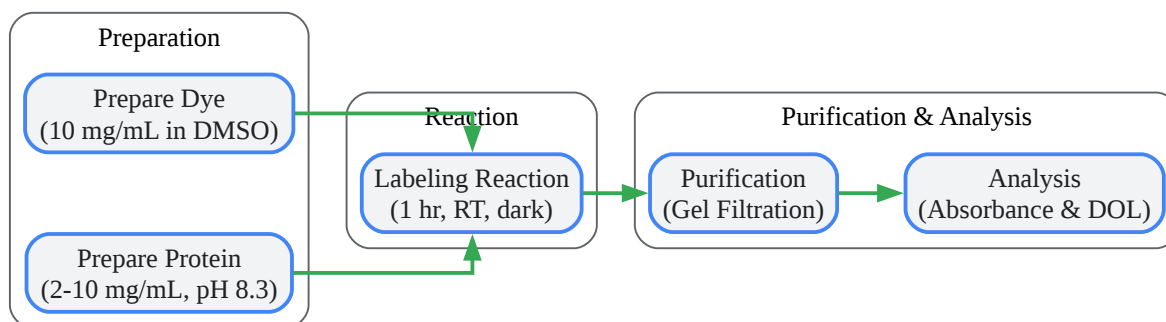 Preparation
Prepare Dye
(10 mg/mL in DMSO)
Prepare Protein
(2-10 mg/mL, pH 8.3)
Reaction
Labeling Reaction
(1 hr, RT, dark)
Purification & Analysis
Purification
(Gel Filtration)
Analysis
(Absorbance & DOL)